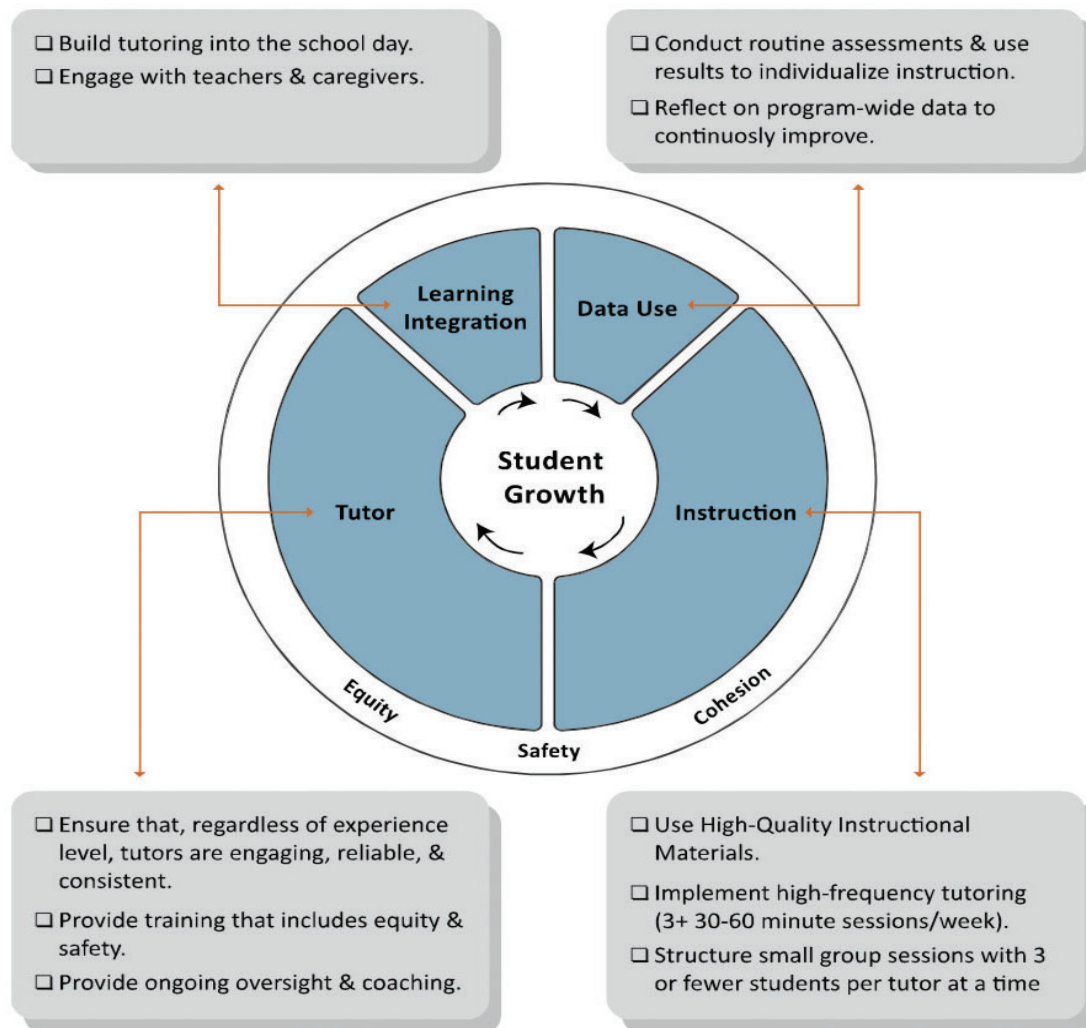 ☐ Build tutoring into the school day.
☐ Engage with teachers & caregivers.
☐ Conduct routine assessments & use
results to individualize instruction.
☐ Reflect on program-wide data to
continuosly improve.
Learning
Integration
Data Use
Student
Growth
Tutor
Instruction
Equity
Safety
Cohesion
☐ Ensure that, regardless of experience
level, tutors are engaging, reliable, &
consistent.
☐ Provide training that includes equity &
safety.
☐ Provide ongoing oversight & coaching.
☐ Use High-Quality Instructional
Materials.
☐ Implement high-frequency tutoring
(3+ 30-60 minute sessions/week).
☐ Structure small group sessions with 3
or fewer students per tutor at a time